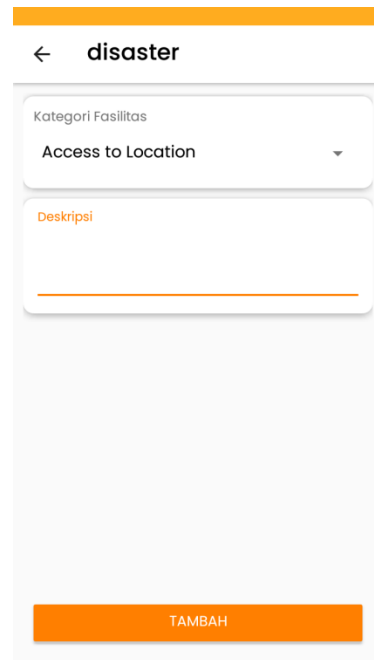 disaster
Kategori Fasilitas
Access to Location
Deskripsi
TAMBAH